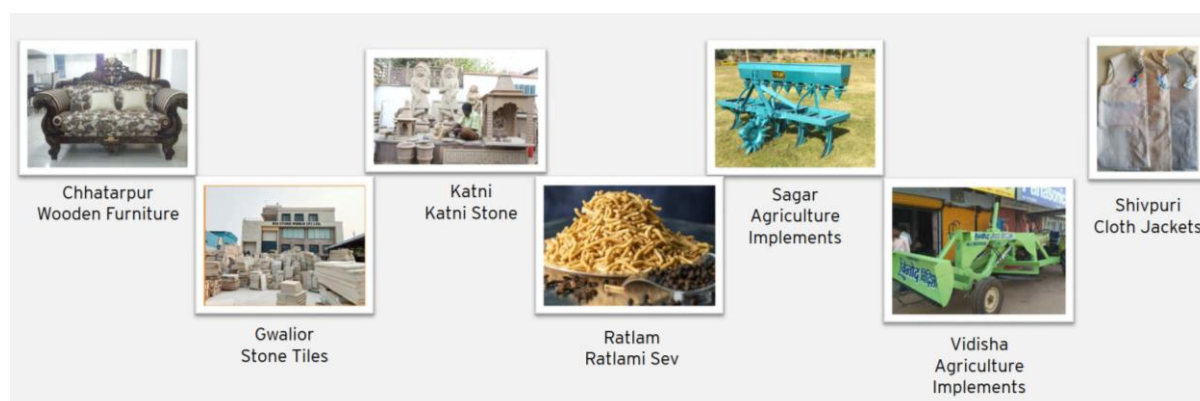 Chhatarpur
Wooden Furniture
Gwalior
Stone Tiles
Katni
Katni Stone
Ratlam
Ratlami Sev
Sagar
Agriculture
Implements
Vidisha
Agriculture
Implements
Shivpuri
Cloth Jackets